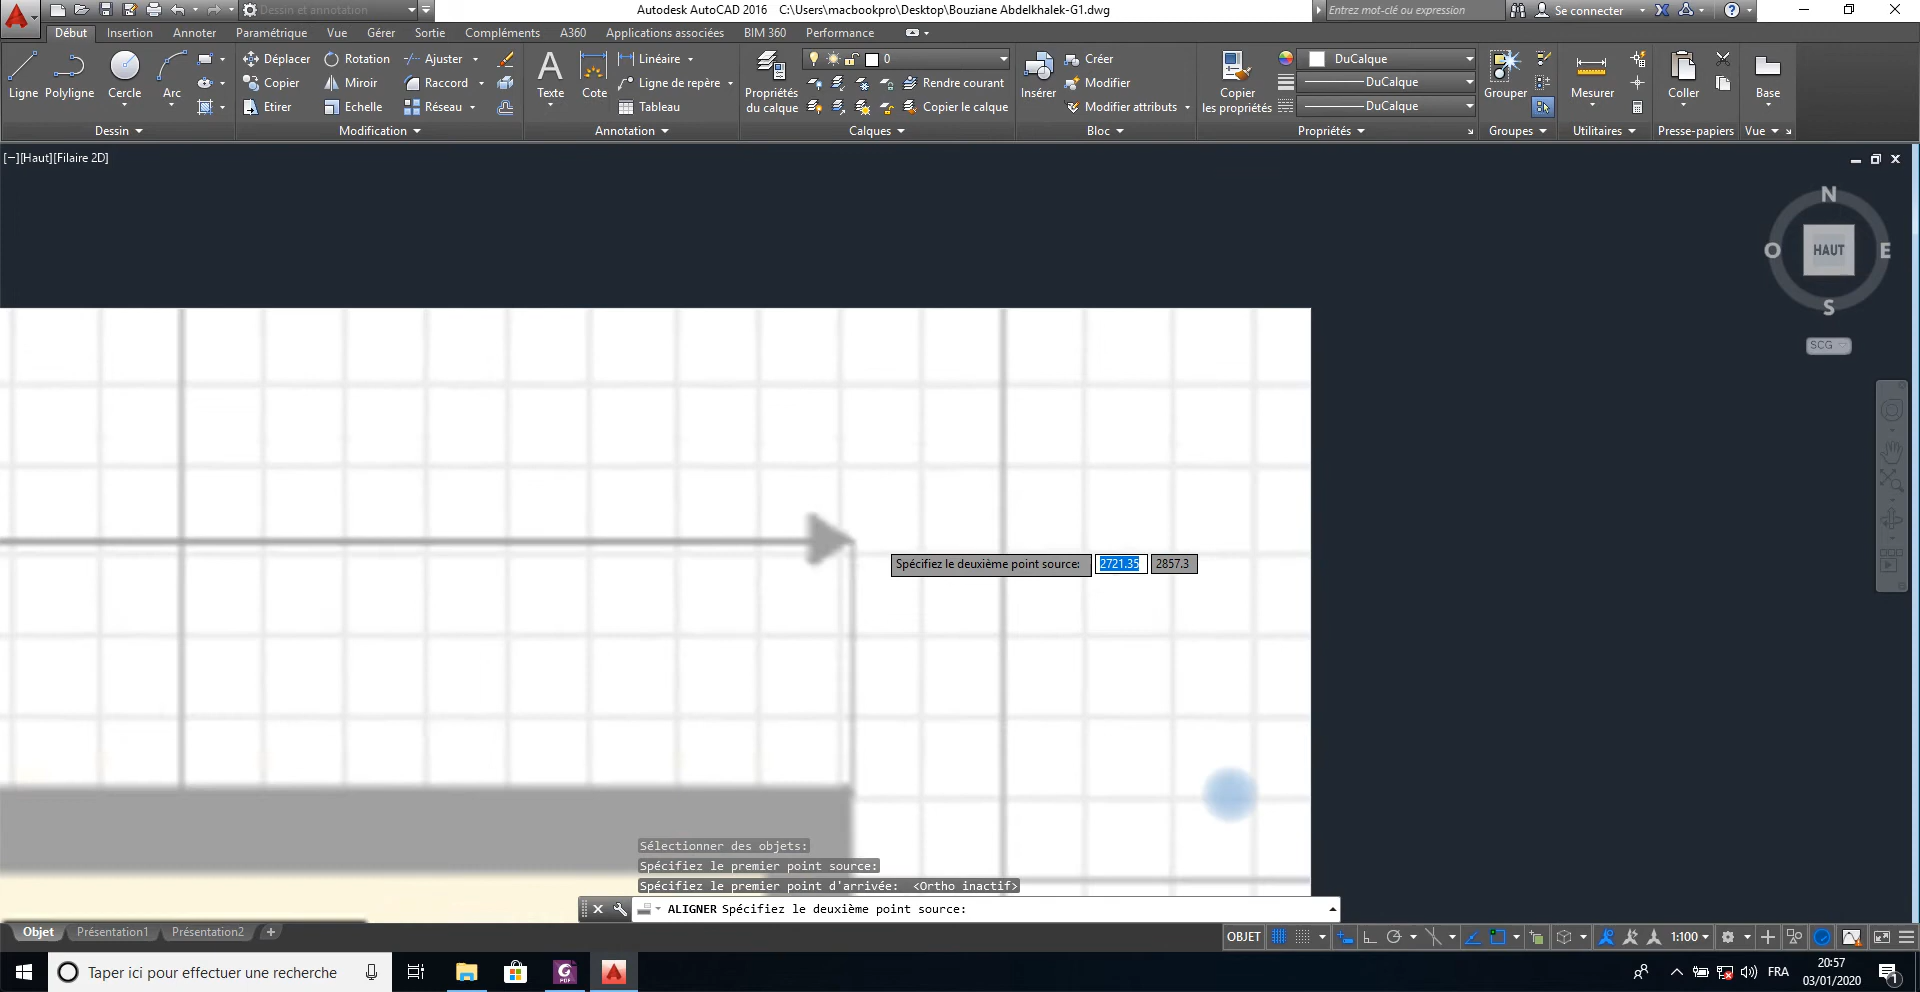 Dessin et annotation
Autodesk AutoCAD 2016 C:\Users\macbookpro\Desktop\Bouziane Abdelkhalek-G1.dwg
Entrez mot-clé ou expression
Se connecter
Début Insertion Annoter Paramétrique Vue Gérer Sortie Compléments A360 Applications associées BIM 360 Performance
Ligne Polyligne Cercle Arc
Dessin
Déplacer Rotation Ajuster
Copier Miroir Raccord
Etirer Echelle Réseau
Modification
Texte Cote
Linéaire
Ligne de repère
Tableau
Annotation
Propriétés
du calque
0
Rendre courant
Copier le calque
Calques
Insérer
Créer
Modifier
Modifier attributs
Bloc
Copier
les propriétés
DuCalque
DuCalque
DuCalque
Propriétés
Grouper
Groupes
Mesurer
Utilitaires
Coller
Presse-papiers
Base
Vue
[−][Haut][Filaire 2D]
N
O HAUT E
S
SCG
Spécifiez le deuxième point source: 2721.35 2857.3
Sélectionner des objets:
Spécifiez le premier point source:
Spécifiez le premier point d'arrivée: <Ortho inactif>
ALIGNER Spécifiez le deuxième point source:
Objet Présentation1 Présentation2 +
OBJET 1:100
Taper ici pour effectuer une recherche
FRA
20:57
03/01/2020
1